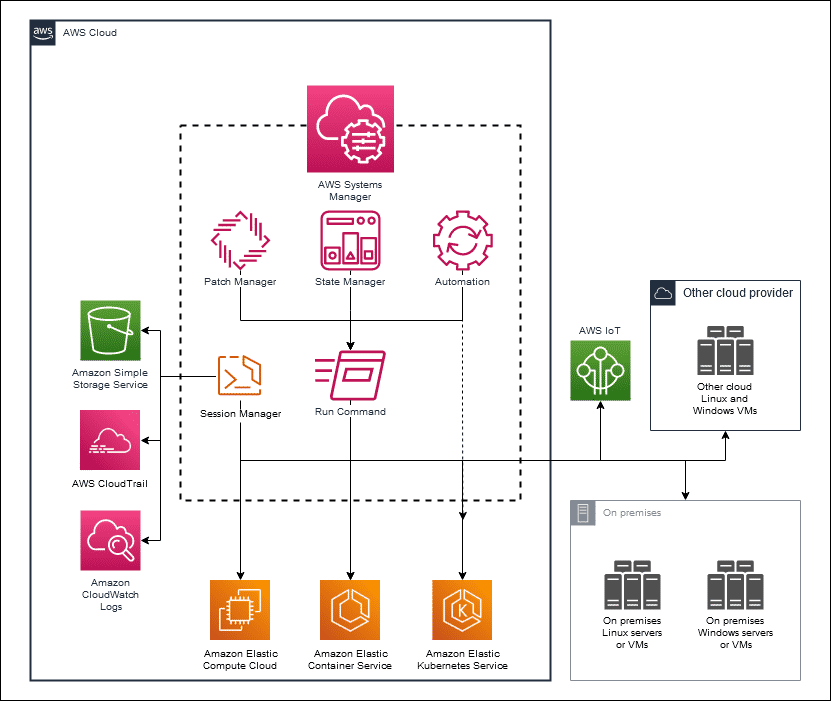 aws
AWS Cloud
AWS Systems
Manager
Patch Manager
State Manager
Automation
Amazon Simple
Storage Service
Session Manager
Run Command
AWS CloudTrail
Amazon
CloudWatch
Logs
Amazon Elastic
Compute Cloud
Amazon Elastic
Container Service
K
Amazon Elastic
Kubernetes Service
AWS IoT
Other cloud provider
Other cloud
Linux and
Windows VMs
On premises
On premises
Linux servers
or VMs
On premises
Windows servers
or VMs